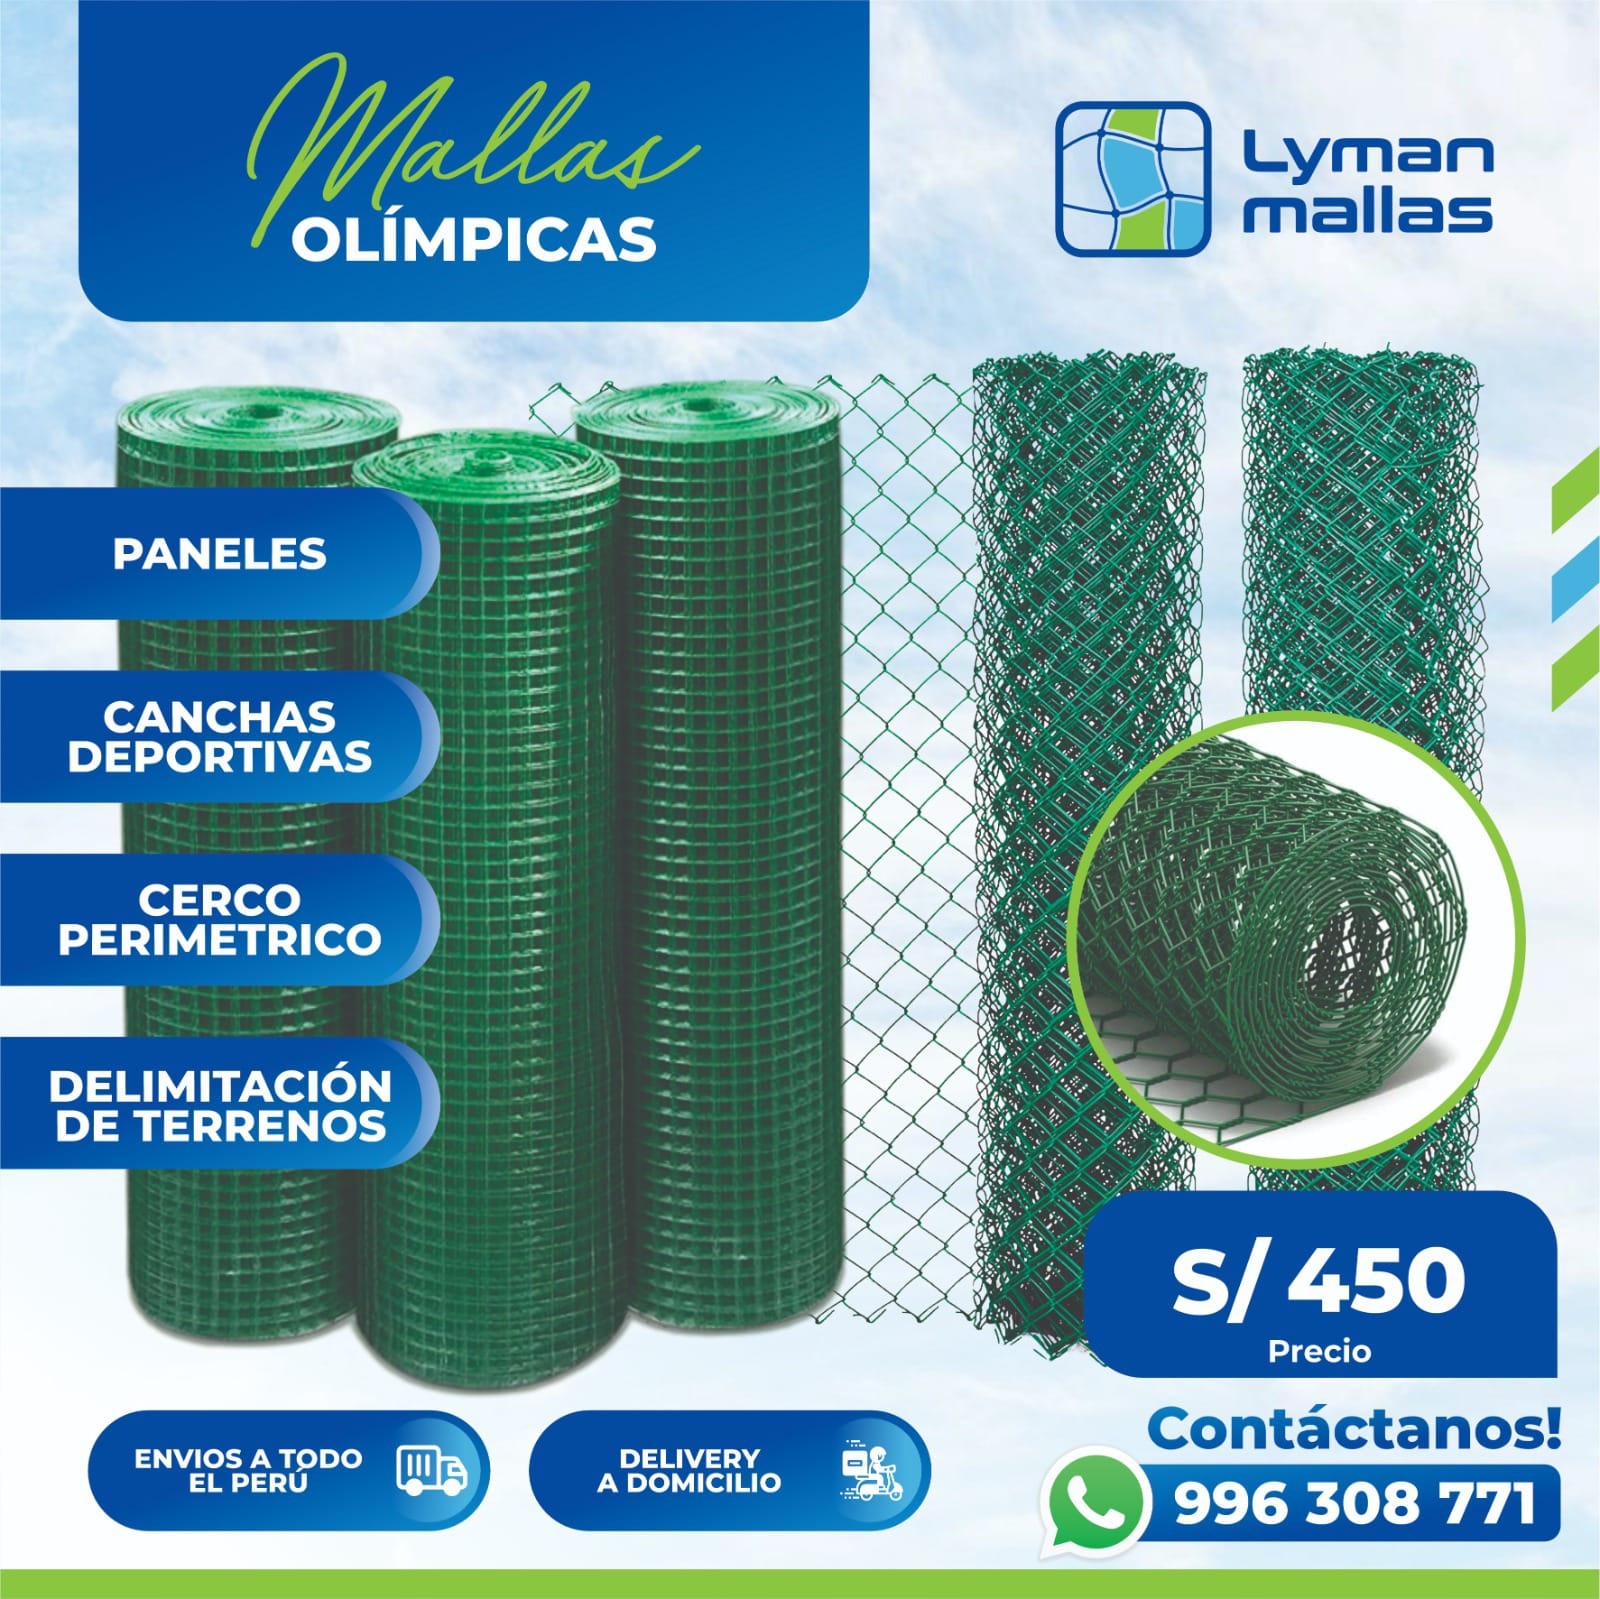 Mallas
OLÍMPICAS
Lyman
mallas
PANELES
CANCHAS
DEPORTIVAS
CERCO
PERIMETRICO
DELIMITACIÓN
DE TERRENOS
S/ 450
Precio
ENVIOS A TODO
EL PERÚ
DELIVERY
A DOMICILIO
Contáctanos!
996 308 771